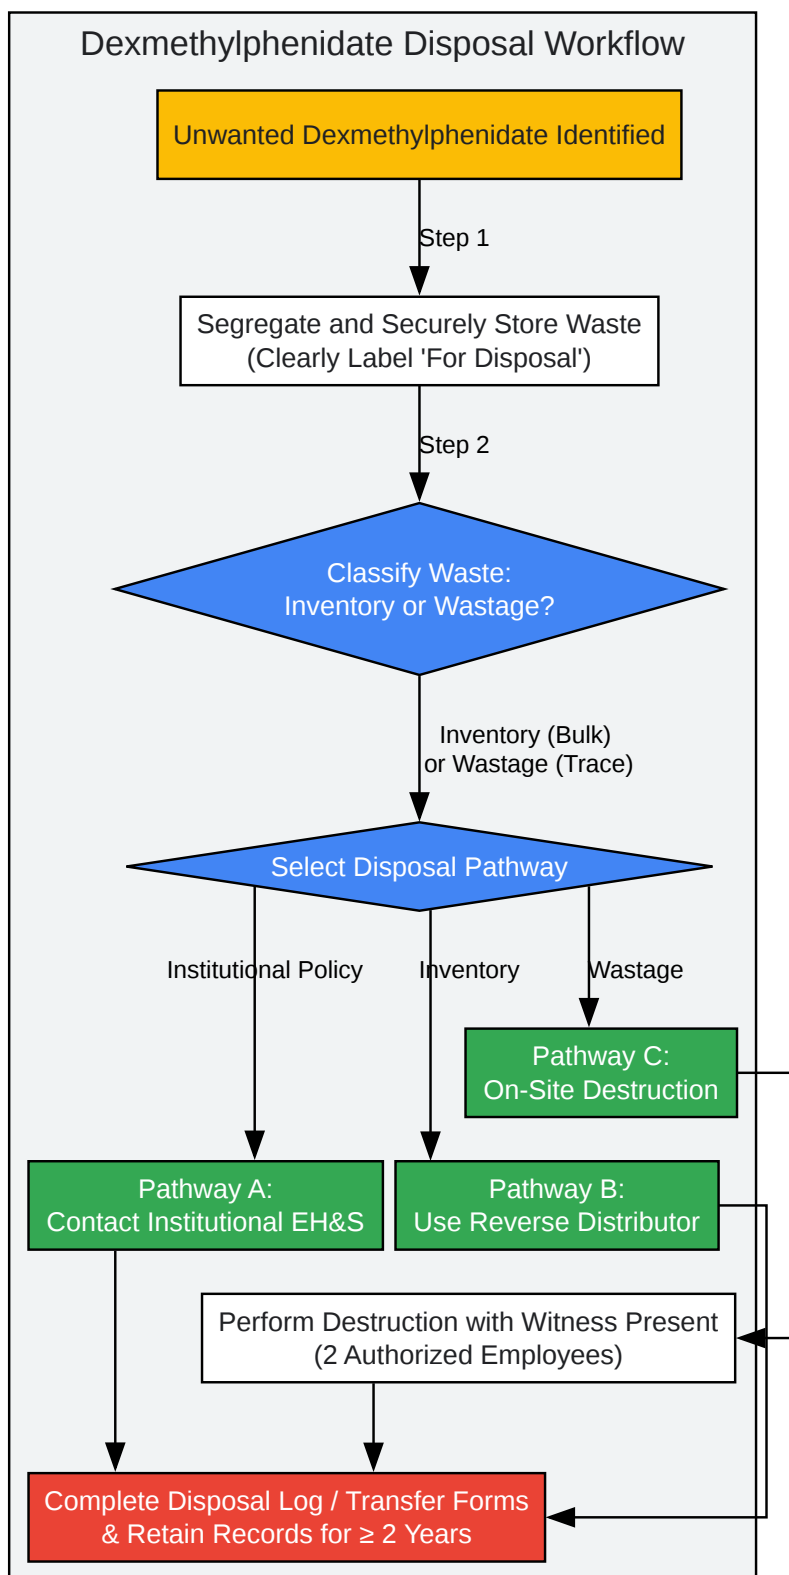 Dexmethylphenidate Disposal Workflow
Unwanted Dexmethylphenidate Identified
Step 1
Segregate and Securely Store Waste
(Clearly Label 'For Disposal')
Step 2
Classify Waste:
Inventory or Wastage?
Inventory (Bulk)
or Wastage (Trace)
Select Disposal Pathway
Institutional Policy
Inventory
Wastage
Pathway C:
On-Site Destruction
Pathway A:
Contact Institutional EH&S
Pathway B:
Use Reverse Distributor
Perform Destruction with Witness Present
(2 Authorized Employees)
Complete Disposal Log / Transfer Forms
& Retain Records for ≥ 2 Years